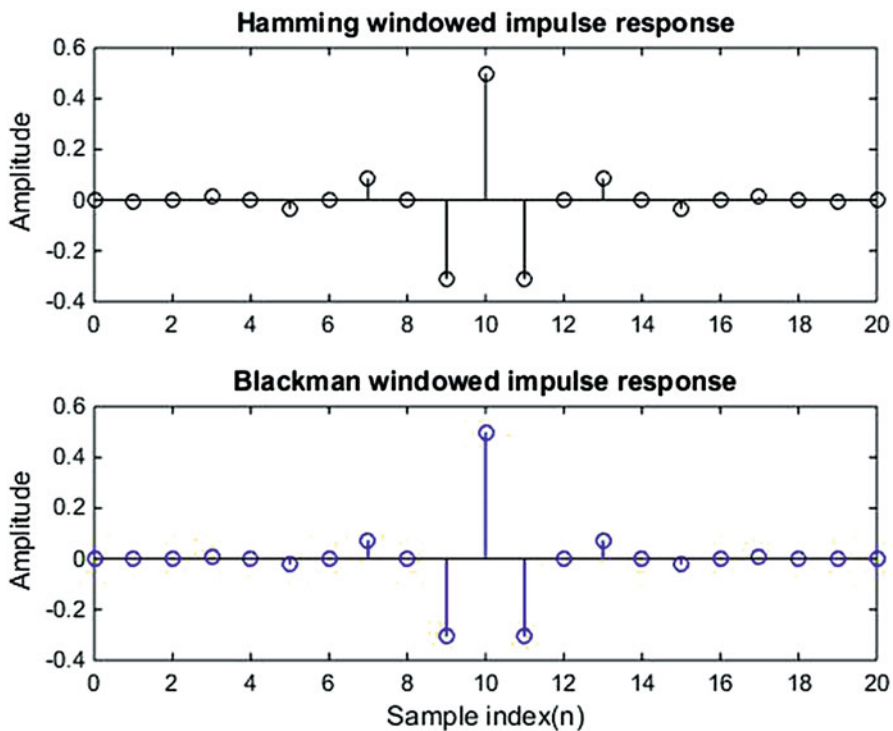 Hamming windowed impulse response
0.6
0.4
0.2
0
-0.2
-0.4
Amplitude
0 2 4 6 8 10 12 14 16 18 20
Blackman windowed impulse response
0.6
0.4
0.2
0
-0.2
-0.4
Amplitude
0 2 4 6 8 10 12 14 16 18 20
Sample index(n)